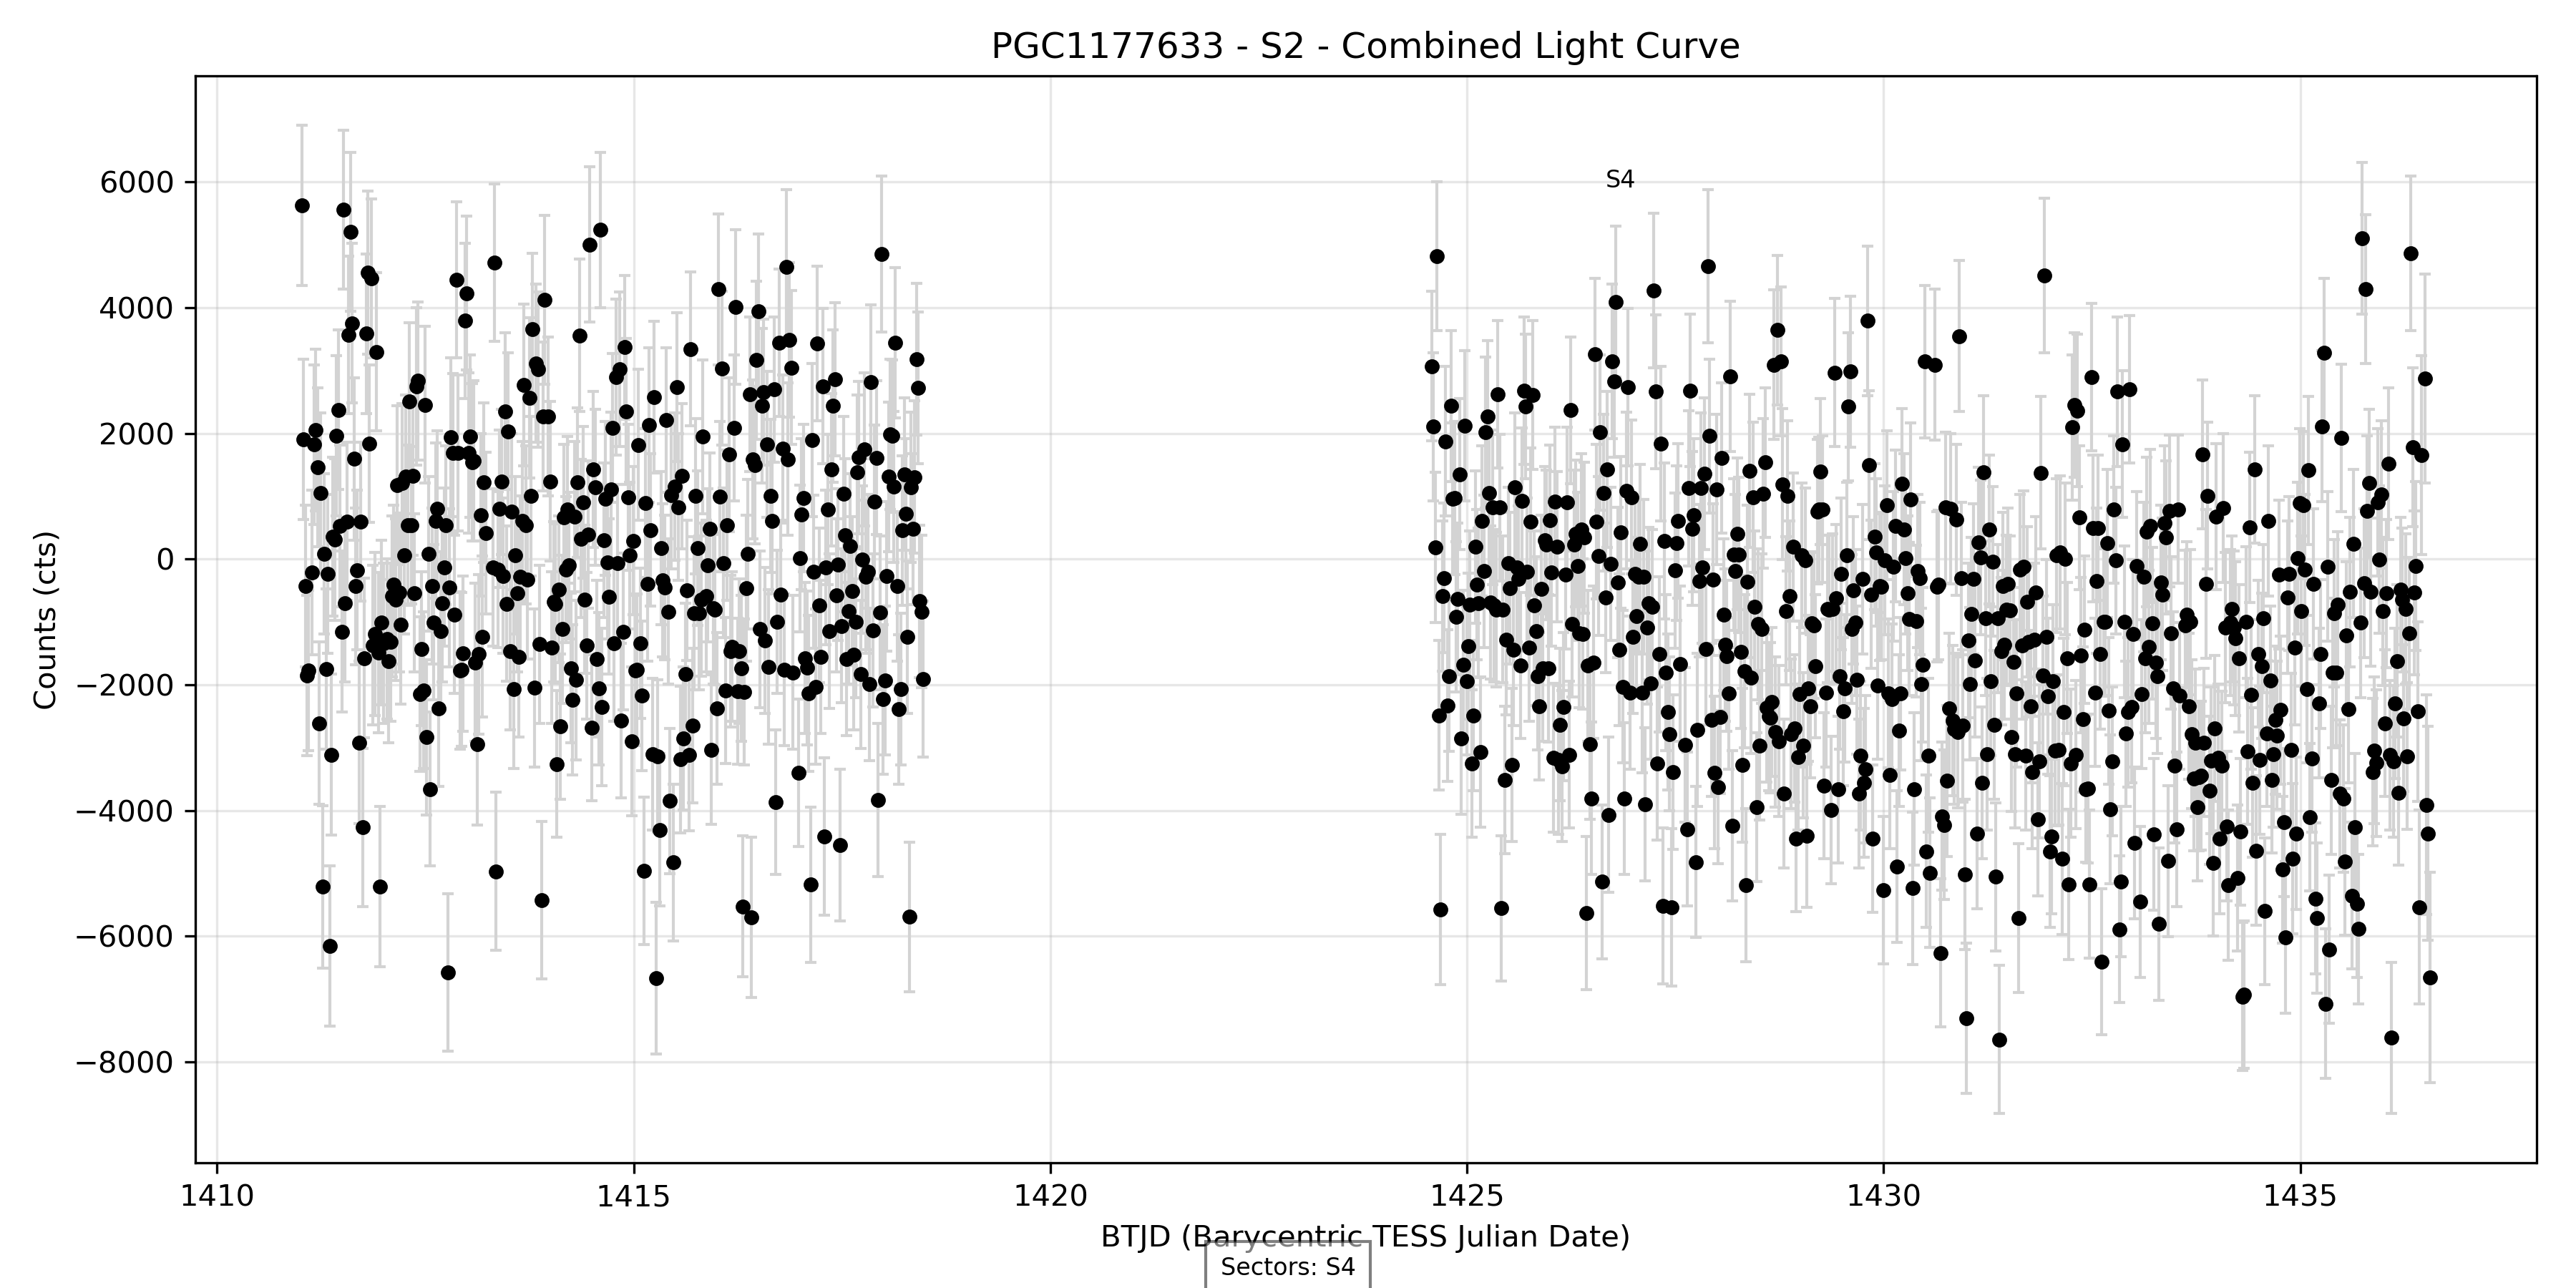 PGC1177633 - S2 - Combined Light Curve
S4
6000
4000
2000
0
−2000
−4000
−6000
−8000
Counts (cts)
1410 1415 1420 1425 1430 1435
BTJD (Barycentric TESS Julian Date)
Sectors: S4